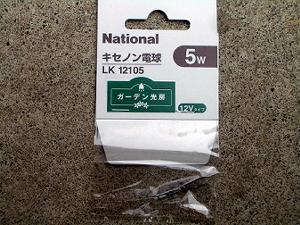 National
キセノン電球
LK 12105
5W
ガーデン光房
12Vタイプ